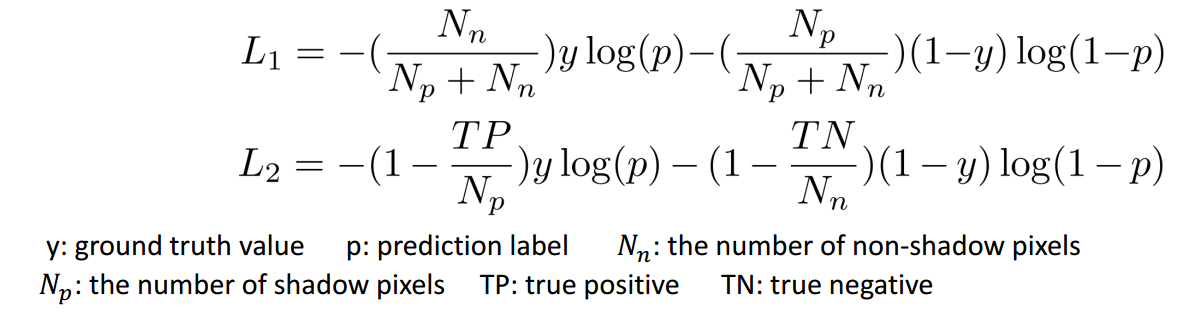 L₁ = −(Nₙ / (Nₚ + Nₙ))y log(p)−(Nₚ / (Nₚ + Nₙ))(1−y) log(1−p)
L₂ = −(1 − TP / Nₚ)y log(p) − (1 − TN / Nₙ)(1 − y) log(1 − p)
y: ground truth value p: prediction label Nₙ: the number of non-shadow pixels
Nₚ: the number of shadow pixels TP: true positive TN: true negative